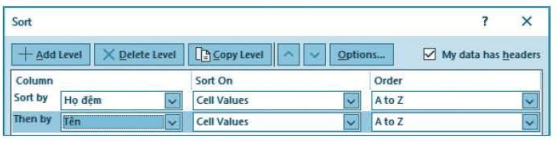 Sort ? ×
Add Level Delete Level Copy Level Options... My data has headers
Column Sort On Order
Sort by Họ đệm Cell Values A to Z
Then by Tên Cell Values A to Z